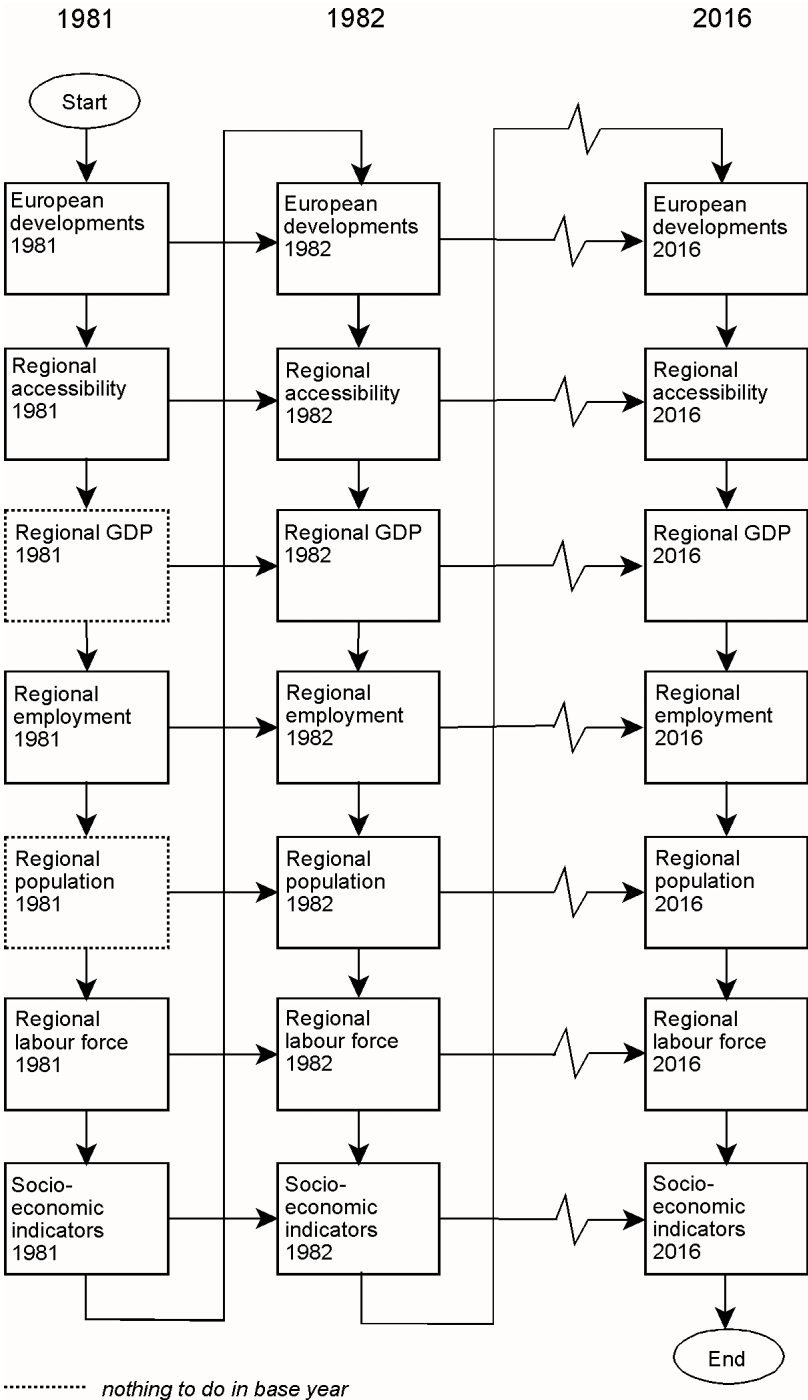 1981
1982
2016
Start
European
developments
1981
European
developments
1982
European
developments
2016
Regional
accessibility
1981
Regional
accessibility
1982
Regional
accessibility
2016
Regional GDP
1981
Regional GDP
1982
Regional GDP
2016
Regional
employment
1981
Regional
employment
1982
Regional
employment
2016
Regional
population
1981
Regional
population
1982
Regional
population
2016
Regional
labour force
1981
Regional
labour force
1982
Regional
labour force
2016
Socio-
economic
indicators
1981
Socio-
economic
indicators
1982
Socio-
economic
indicators
2016
End
nothing to do in base year